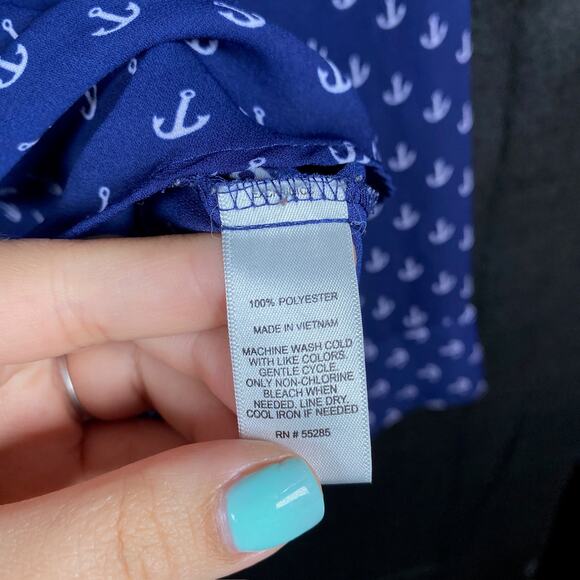 100% POLYESTER
MADE IN VIETNAM
MACHINE WASH COLD
WITH LIKE COLORS.
GENTLE CYCLE.
ONLY NON-CHLORINE
BLEACH WHEN
NEEDED. LINE DRY.
COOL IRON IF NEEDED
RN # 55285